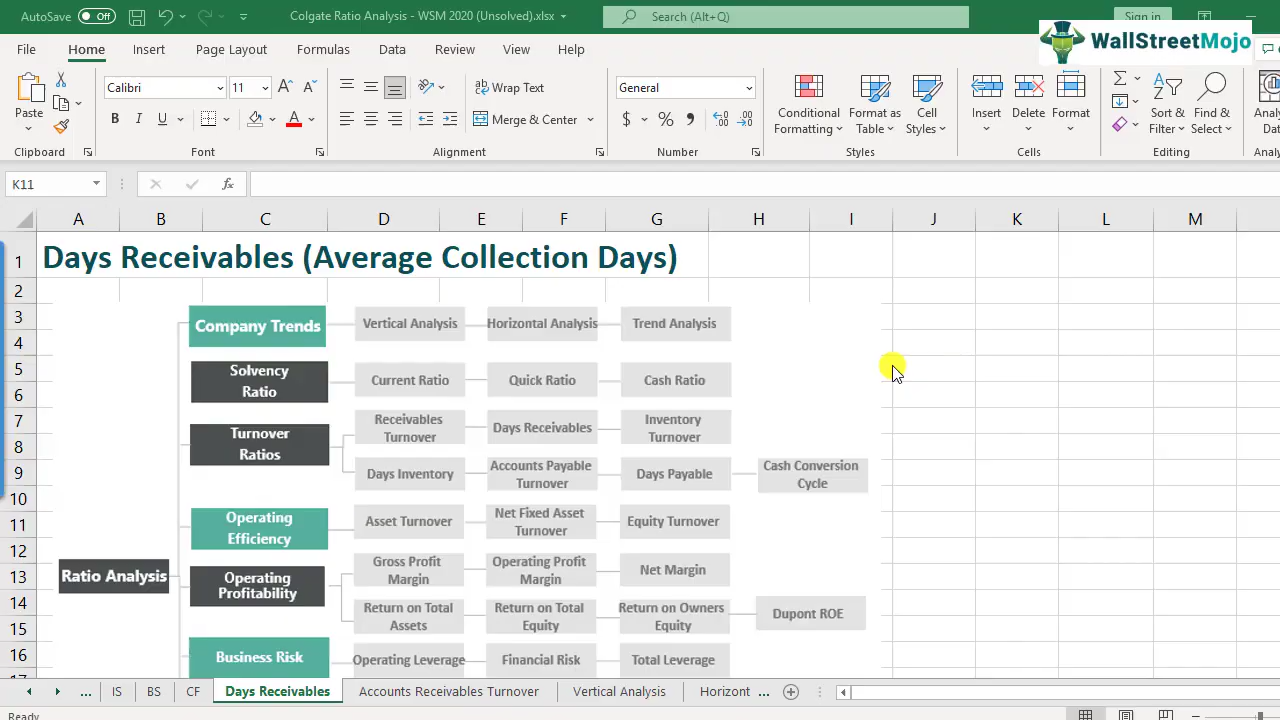 AutoSave Off Colgate Ratio Analysis - WSM 2020 (Unsolved).xlsx Search (Alt+Q) Sign in
WallStreetMojo
File Home Insert Page Layout Formulas Data Review View Help
Calibri 11 Wrap Text General
Paste Merge & Center Conditional Formatting Format as Table Cell Styles Insert Delete Format Sort & Filter Find & Select
Clipboard Font Alignment Number Styles Cells Editing
K11 fx
A B C D E F G H I J K L M
1 Days Receivables (Average Collection Days)
2
3 Company Trends Vertical Analysis Horizontal Analysis Trend Analysis
4
5 Solvency
6 Ratio Current Ratio Quick Ratio Cash Ratio
7 Turnover Receivables Turnover Days Receivables Inventory Turnover
8 Ratios
9 Days Inventory Accounts Payable Turnover Days Payable Cash Conversion Cycle
10
11 Operating Efficiency Asset Turnover Net Fixed Asset Turnover Equity Turnover
12
13 Ratio Analysis Operating Profitability Gross Profit Margin Operating Profit Margin Net Margin
14
15 Return on Total Assets Return on Total Equity Return on Owners Equity Dupont ROE
16 Business Risk Operating Leverage Financial Risk Total Leverage
... IS BS CF Days Receivables Accounts Receivables Turnover Vertical Analysis Horizont ...
Ready